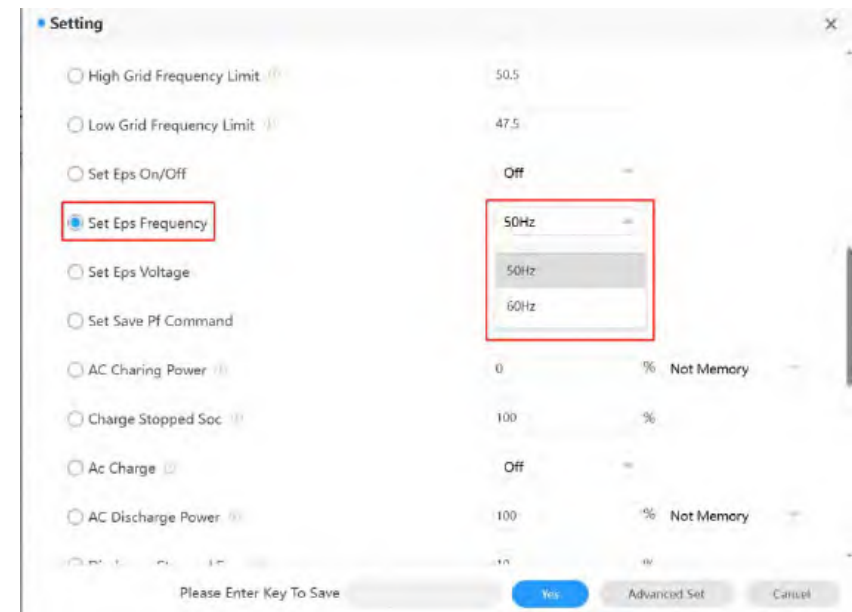 Setting
High Grid Frequency Limit 50.5
Low Grid Frequency Limit 47.5
Set Eps On/Off Off
Set Eps Frequency 50Hz
50Hz
Set Eps Voltage
60Hz
Set Save Pf Command
AC Charing Power 0 % Not Memory
Charge Stopped Soc 100 %
Ac Charge Off
AC Discharge Power 100 % Not Memory
Please Enter Key To Save Yes Advanced Set Cancel